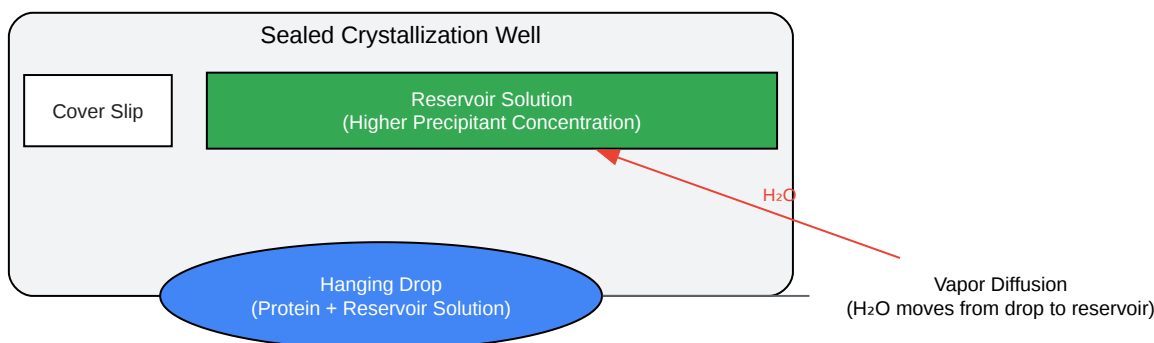 Sealed Crystallization Well
Cover Slip
Reservoir Solution
(Higher Precipitant Concentration)
H₂O
Hanging Drop
(Protein + Reservoir Solution)
Vapor Diffusion
(H₂O moves from drop to reservoir)